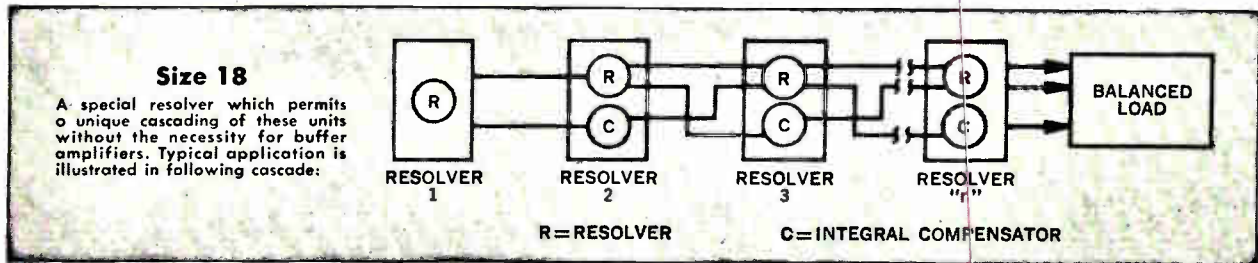 Size 18
A special resolver which permits
o unique cascading of these units
without the necessity for buffer
amplifiers. Typical application is
illustrated in following cascade:
R
R
C
R
C
R
C
BALANCED
LOAD
RESOLVER
1
RESOLVER
2
RESOLVER
3
RESOLVER
"r"
R=RESOLVER
C=INTEGRAL COMPENSATOR